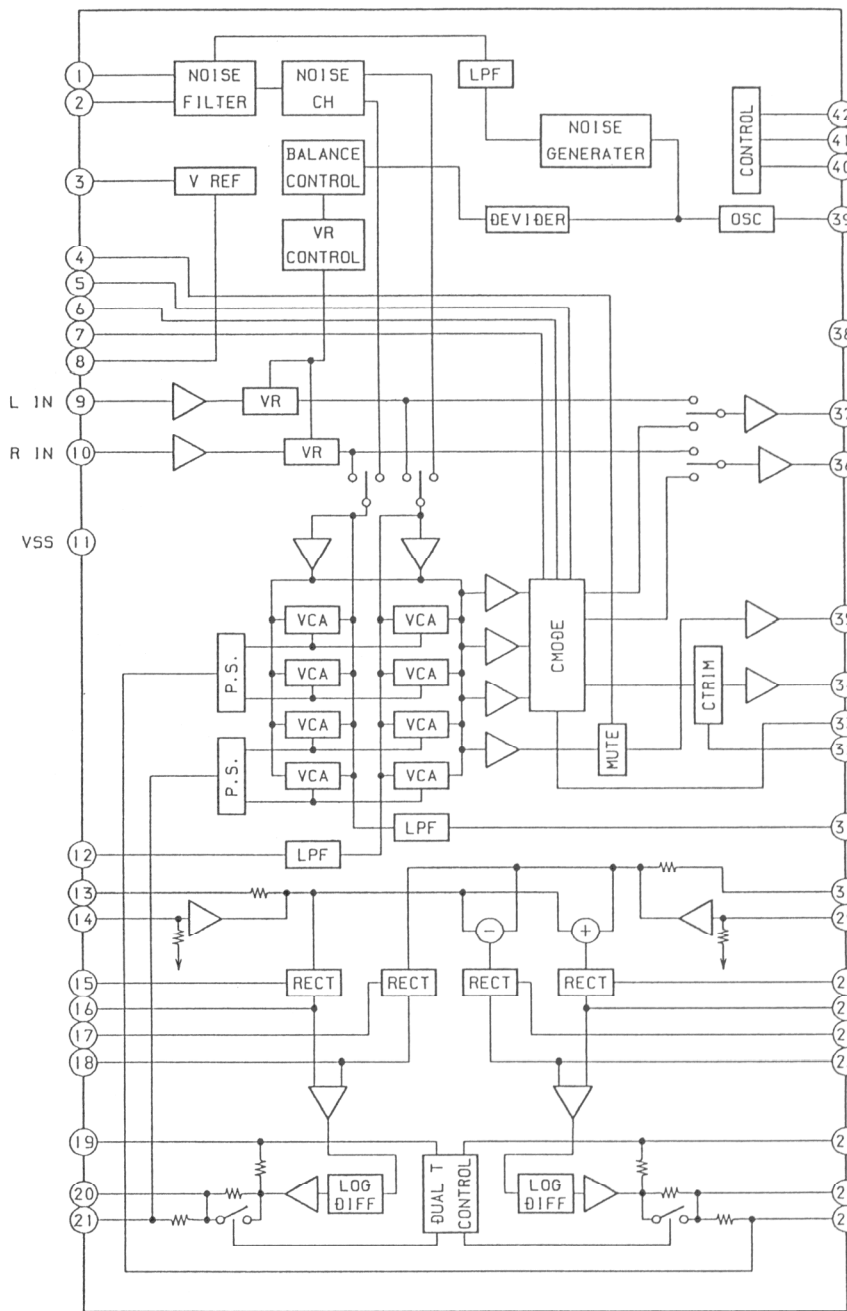 1
NOISE
FILTER
NOISE
CH
LPF
2
NOISE
GENERATER
CONTROL
42
41
40
BALANCE
CONTROL
3
V REF
DEVIDER
OSC
39
4
VR
CONTROL
5
6
7
38
8
L IN
9
VR
37
R IN
10
VR
36
VSS
11
VCA
VCA
CMODE
35
P.S.
VCA
VCA
CTRIM
VCA
VCA
MUTE
P.S.
VCA
VCA
LPF
12
LPF
13
14
-
+
15
RECT
RECT
RECT
RECT
16
17
18
19
DUAL T
CONTROL
20
LOG
DIFF
LOG
DIFF
21